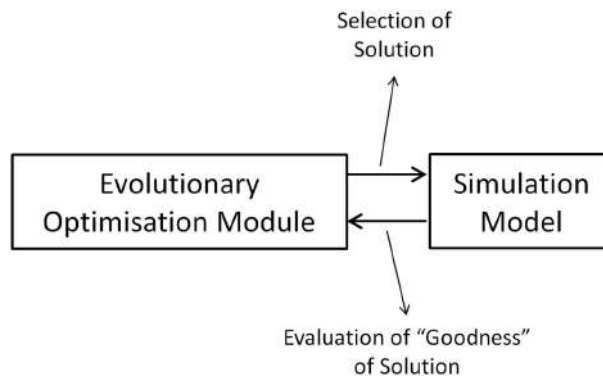 Selection of
Solution
Evolutionary
Optimisation Module
Simulation
Model
Evaluation of “Goodness”
of Solution